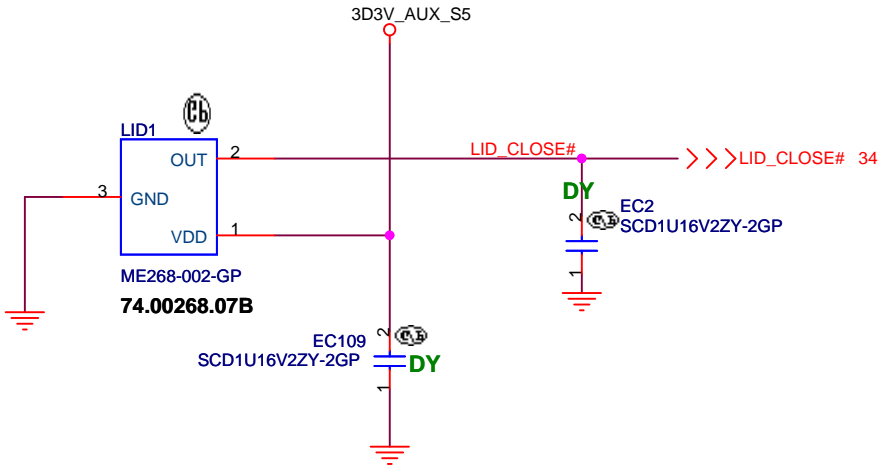 3D3V_AUX_S5
LID1
OUT
2
LID_CLOSE#
LID_CLOSE# 34
3
GND
DY
2
EC2
SCD1U16V2ZY-2GP
VDD
1
1
ME268-002-GP
74.00268.07B
EC109
2
SCD1U16V2ZY-2GP
DY
1